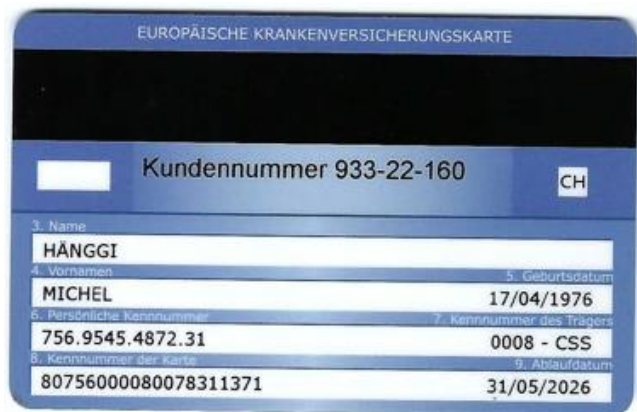 EUROPÄISCHE KRANKENVERSICHERUNGSKARTE
Kundennummer 933-22-160
CH
3. Name
HÄNGGI
4. Vornamen 5. Geburtsdatum
MICHEL 17/04/1976
6. Persönliche Kennnummer 7. Kennnummer des Trägers
756.9545.4872.31 0008 - CSS
8. Kennnummer der Karte 9. Ablaufdatum
80756000080078311371 31/05/2026